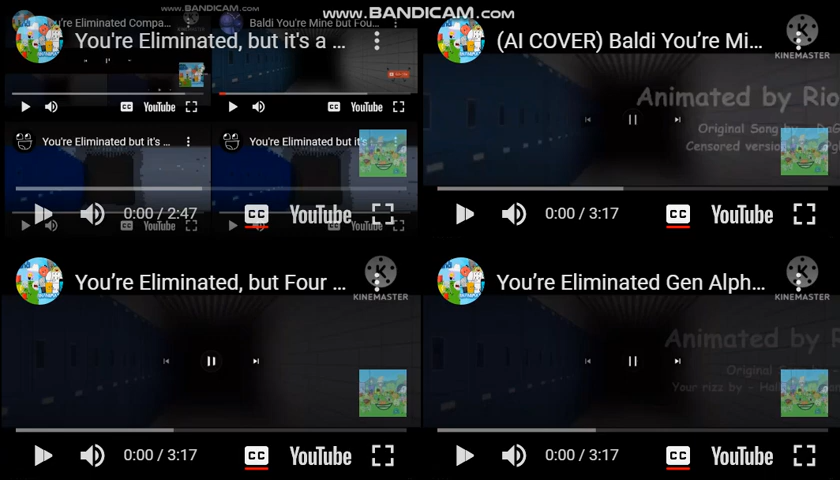 www.BANDICAM.com
You're Eliminated Compa...
Baldi You're Mine but Fou...
You're Eliminated, but it's a ...
YouTube
YouTube
You're Eliminated but it's ...
You're Eliminated but it's
0:00 / 2:47
YouTube
www.BANDICAM.com
(AI COVER) Baldi You're Mi...
KINEMASTER
Animated by Rio
Original Song by - DaG
Censored version
0:00 / 3:17
YouTube
You're Eliminated, but Four ...
KINEMASTER
0:00 / 3:17
YouTube
You're Eliminated Gen Alph...
KINEMASTER
Animated by R
Original
Your rizz by -
0:00 / 3:17
YouTube